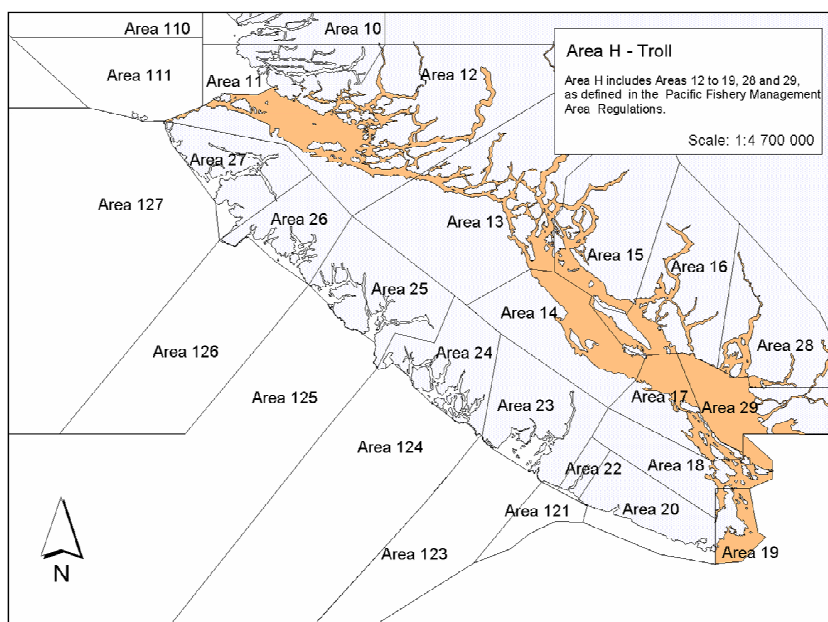 Area 110
Area 10
Area H - Troll
Area 111
Area 11
Area 12
Area H includes Areas 12 to 19, 28 and 29,
as defined in the Pacific Fishery Management
Area Regulations.
Scale: 1:4 700 000
Area 27
Area 127
Area 26
Area 13
Area 15
Area 16
Area 25
Area 14
Area 126
Area 24
Area 28
Area 125
Area 17
Area 29
Area 23
Area 124
Area 22
Area 18
Area 121
Area 20
Area 123
Area 19
N